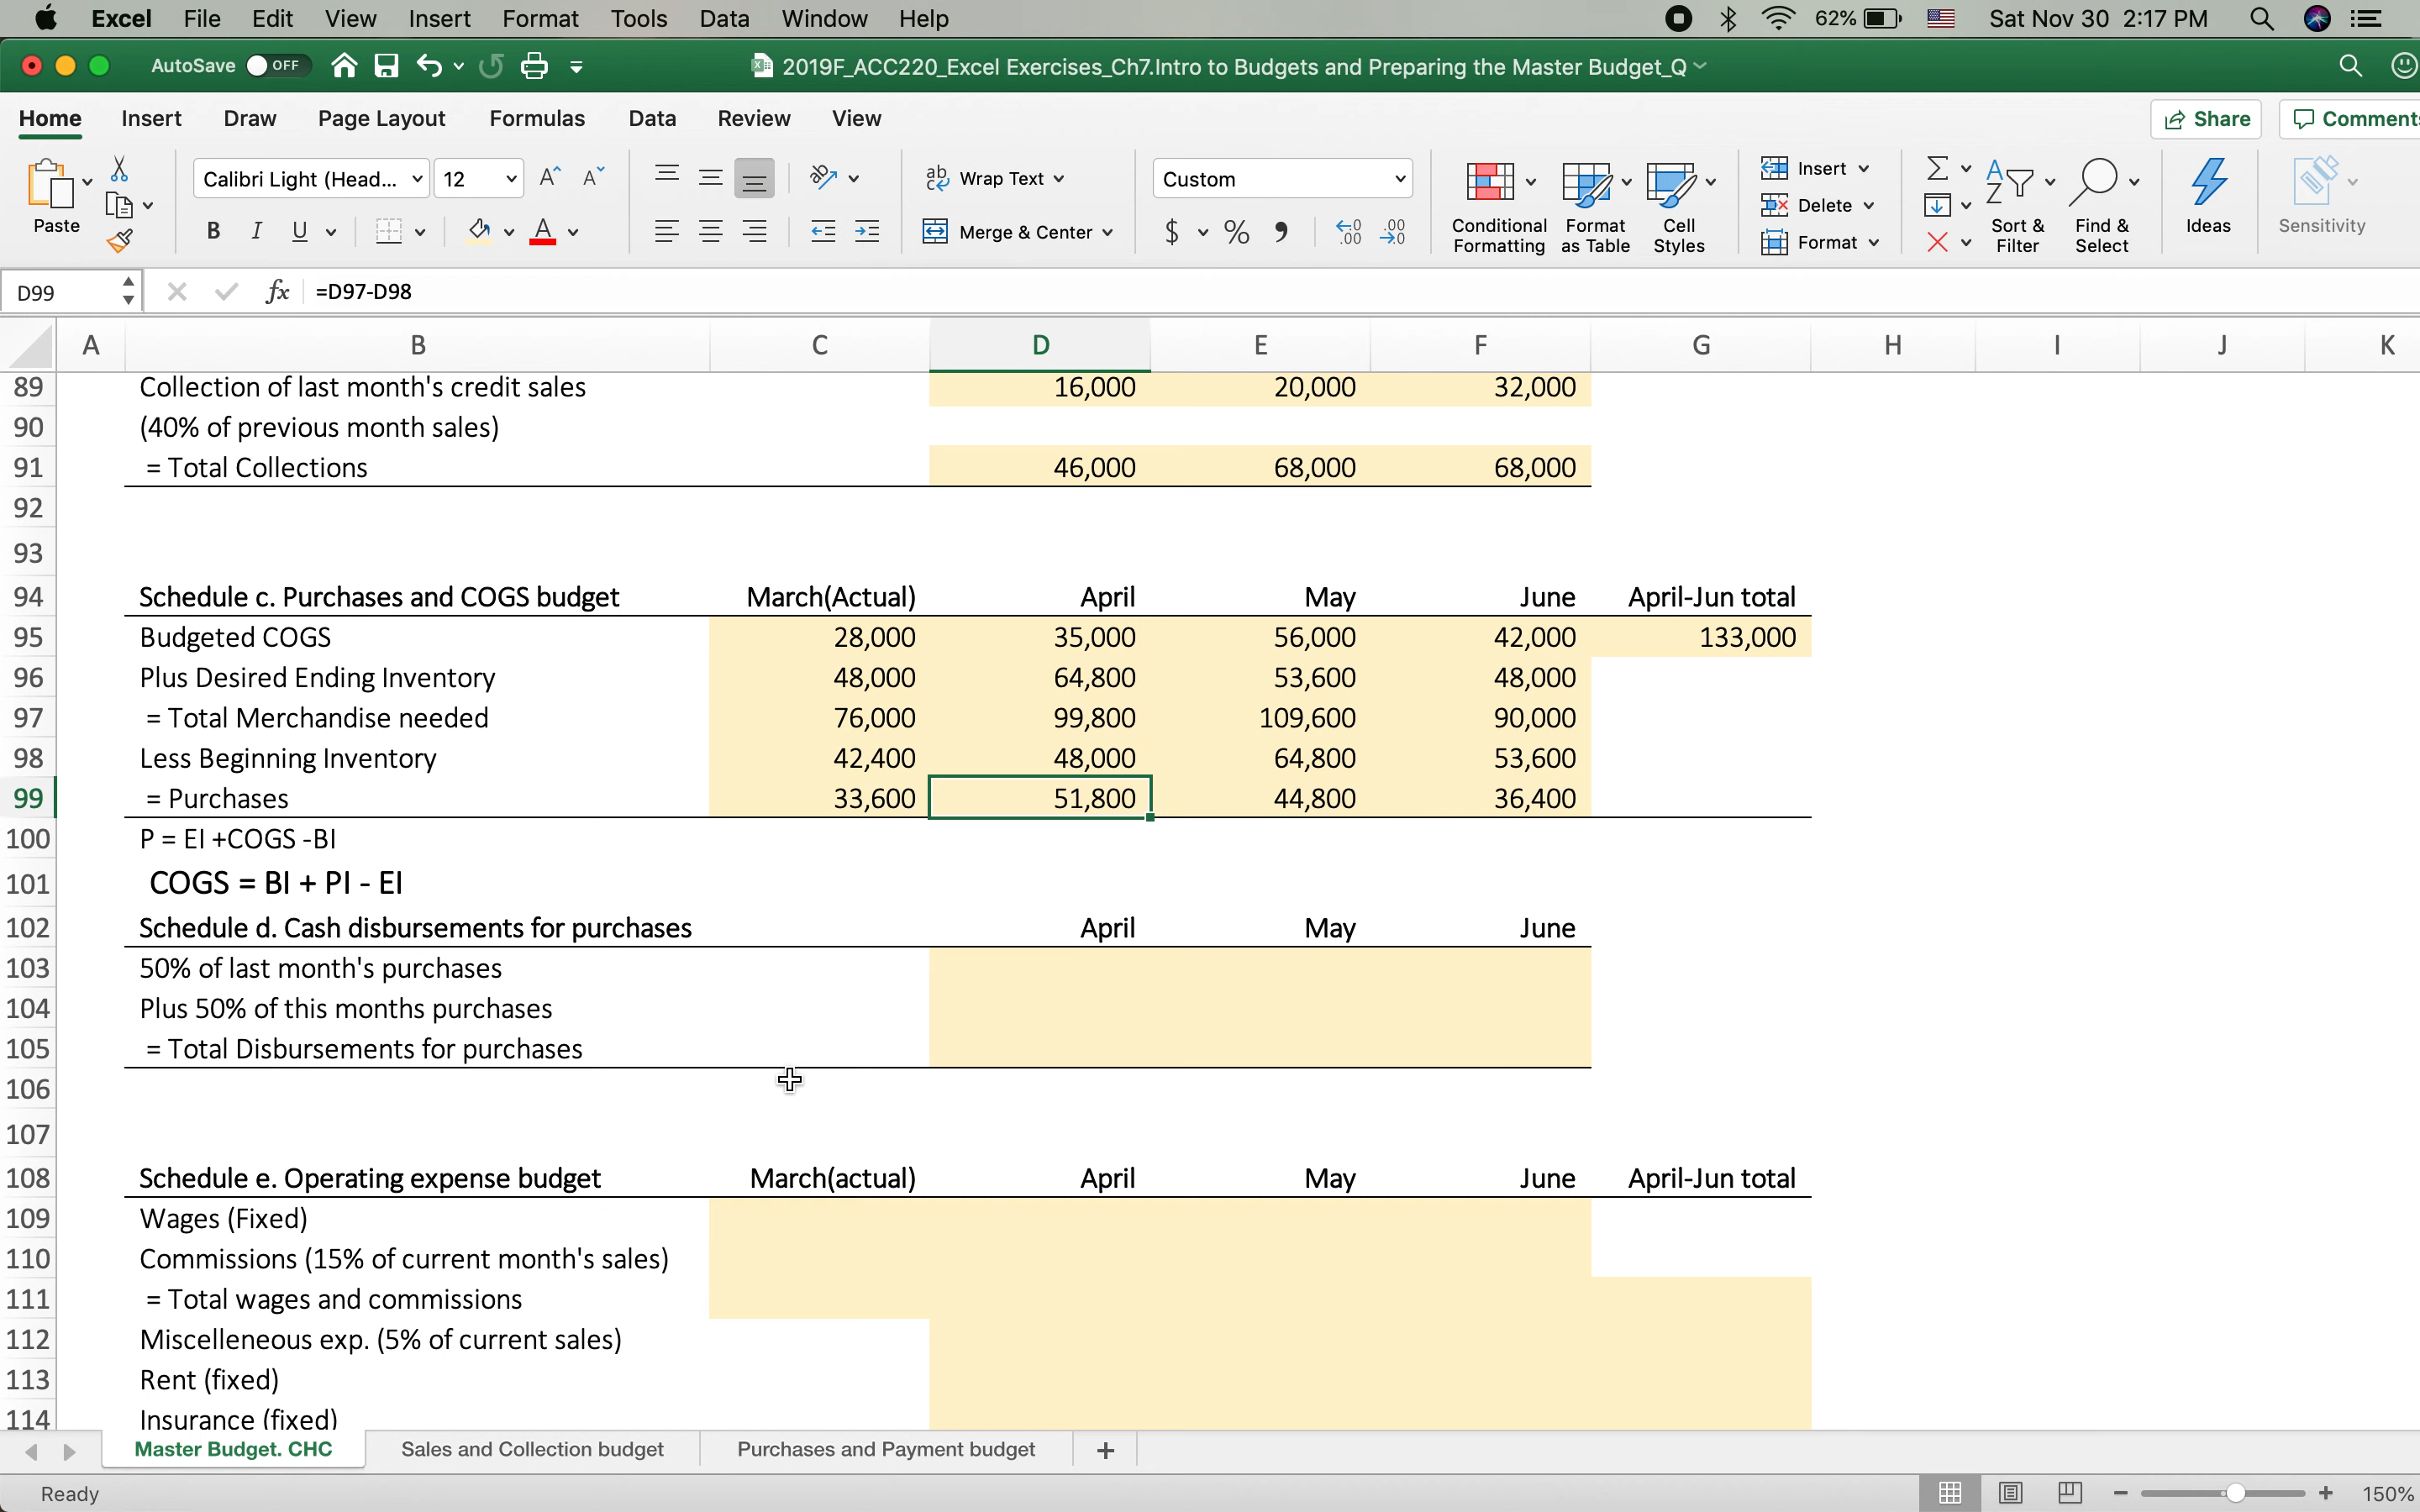 Excel File Edit View Insert Format Tools Data Window Help 62% Sat Nov 30 2:17 PM
AutoSave OFF 2019F_ACC220_Excel Exercises_Ch7.Intro to Budgets and Preparing the Master Budget_Q
Home Insert Draw Page Layout Formulas Data Review View Share Comments
Paste Calibri Light (Head... 12 Wrap Text Custom Insert
B I U Merge & Center $ % Conditional Formatting Format as Table Cell Styles Delete Format Sort & Filter Find & Select Ideas Sensitivity
D99 fx =D97-D98
A B C D E F G H I J K
89 Collection of last month's credit sales 16,000 20,000 32,000
90 (40% of previous month sales)
91 = Total Collections 46,000 68,000 68,000
92
93
94 Schedule c. Purchases and COGS budget March(Actual) April May June April-Jun total
95 Budgeted COGS 28,000 35,000 56,000 42,000 133,000
96 Plus Desired Ending Inventory 48,000 64,800 53,600 48,000
97 = Total Merchandise needed 76,000 99,800 109,600 90,000
98 Less Beginning Inventory 42,400 48,000 64,800 53,600
99 = Purchases 33,600 51,800 44,800 36,400
100 P = EI +COGS -BI
101 COGS = BI + PI - EI
102 Schedule d. Cash disbursements for purchases April May June
103 50% of last month's purchases
104 Plus 50% of this months purchases
105 = Total Disbursements for purchases
106
107
108 Schedule e. Operating expense budget March(actual) April May June April-Jun total
109 Wages (Fixed)
110 Commissions (15% of current month's sales)
111 = Total wages and commissions
112 Miscelleneous exp. (5% of current sales)
113 Rent (fixed)
114 Insurance (fixed)
Master Budget. CHC Sales and Collection budget Purchases and Payment budget +
Ready 150%